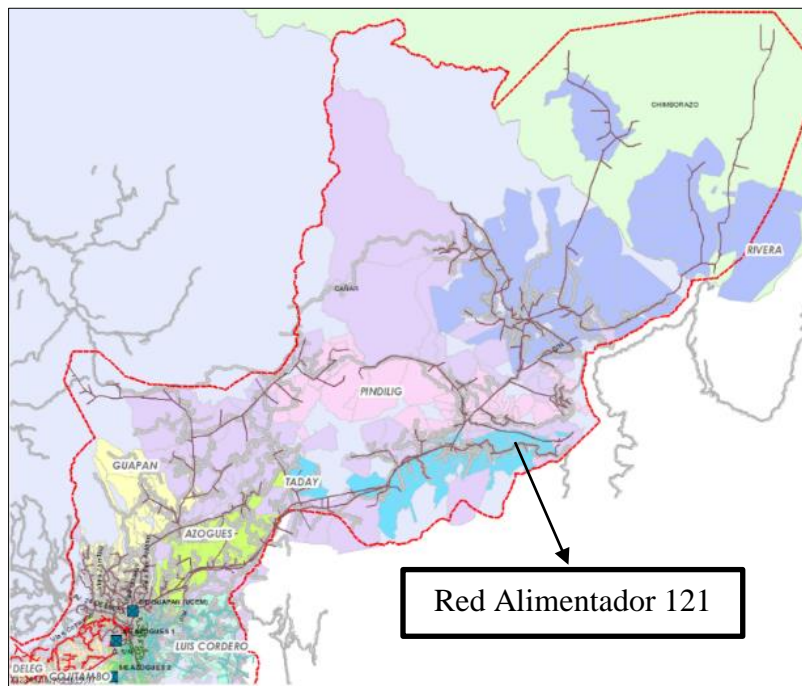 CHIMBORAZO
RIVERA
CAÑAR
PINDILIG
GUAPAN
TADAY
AZOGUES
Red Alimentador 121
LUIS CORDERO
DELEG
COJITAMBO